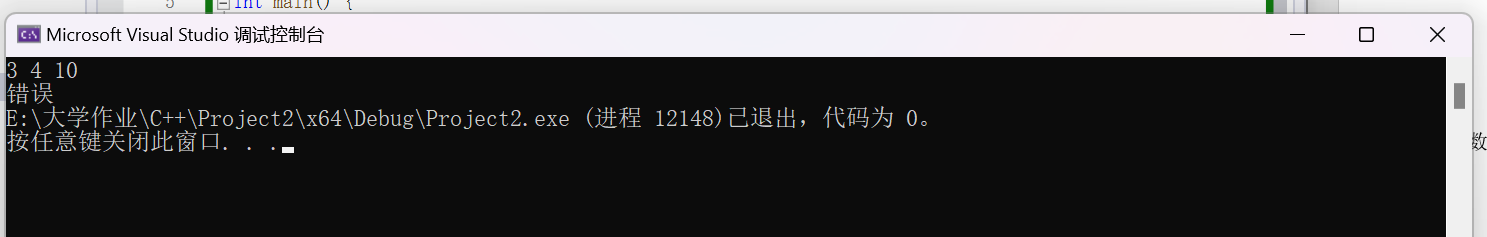 5 int main() {
Microsoft Visual Studio 调试控制台
3 4 10
错误
E:\大学作业\C++\Project2\x64\Debug\Project2.exe (进程 12148)已退出，代码为 0。
按任意键关闭此窗口. . .
数